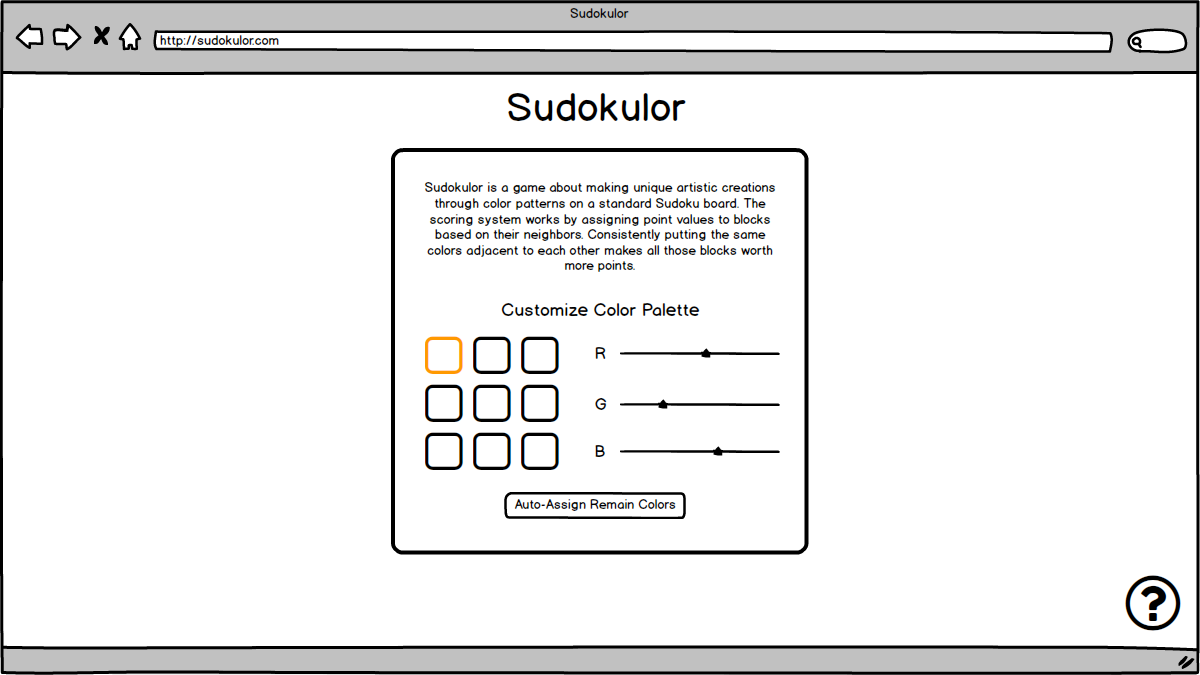 Sudokulor
http://sudokulor.com
Sudokulor
Sudokulor is a game about making unique artistic creations
through color patterns on a standard Sudoku board. The
scoring system works by assigning point values to blocks
based on their neighbors. Consistently putting the same
colors adjacent to each other makes all those blocks worth
more points.
Customize Color Palette
R
G
B
Auto-Assign Remain Colors
?